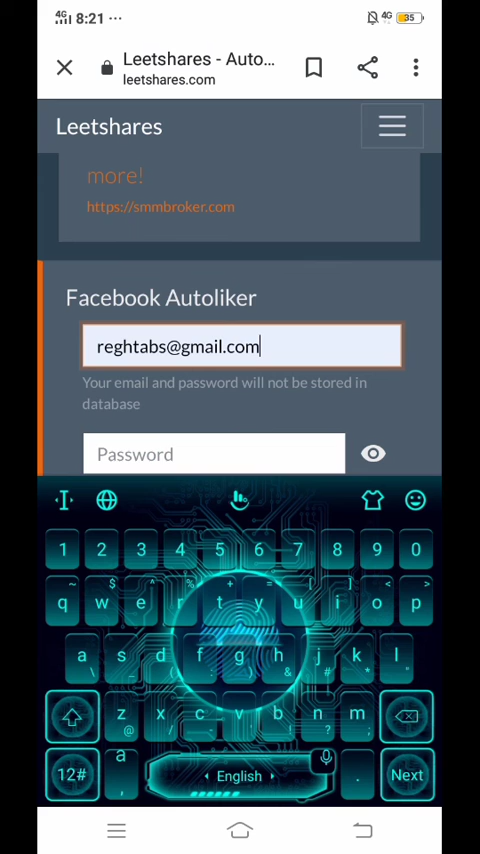 4G 8:21 ... 4G 35
Leetshares - Auto...
leetshares.com
Leetshares
more!
https://smmbroker.com
Facebook Autoliker
reghtabs@gmail.com
Your email and password will not be stored in
database
Password
1 2 3 4 5 6 7 8 9 0
~ $ ^ % + = [ ] < >
q w e r t y u i o p
a s d f g h j k l
\ _ ( ) : & # * "
z x c v b n m
@ / - ' ! ? ;
12# a , English . Next